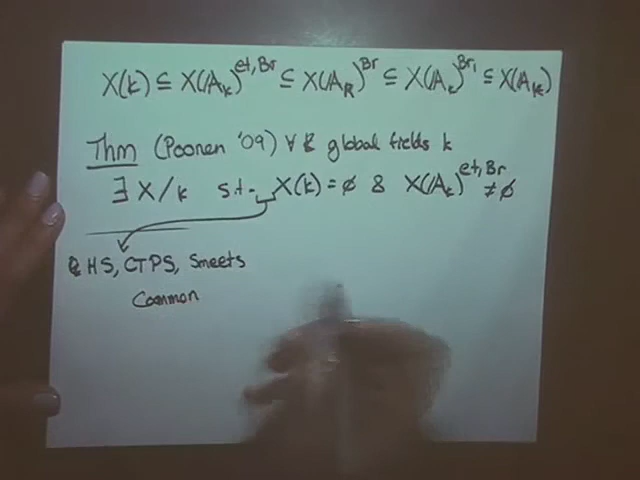 X(k) ⊆ X(A_k)^{et,Br} ⊆ X(A_k)^{Br} ⊆ X(A_k)^{Br_1} ⊆ X(A_k)
Thm (Poonen '09) ∀ global fields k
∃ X/k s.t. X(k) = ∅ & X(A_k)^{et,Br} ≠ ∅
HS, CTPS, Smeets
Common